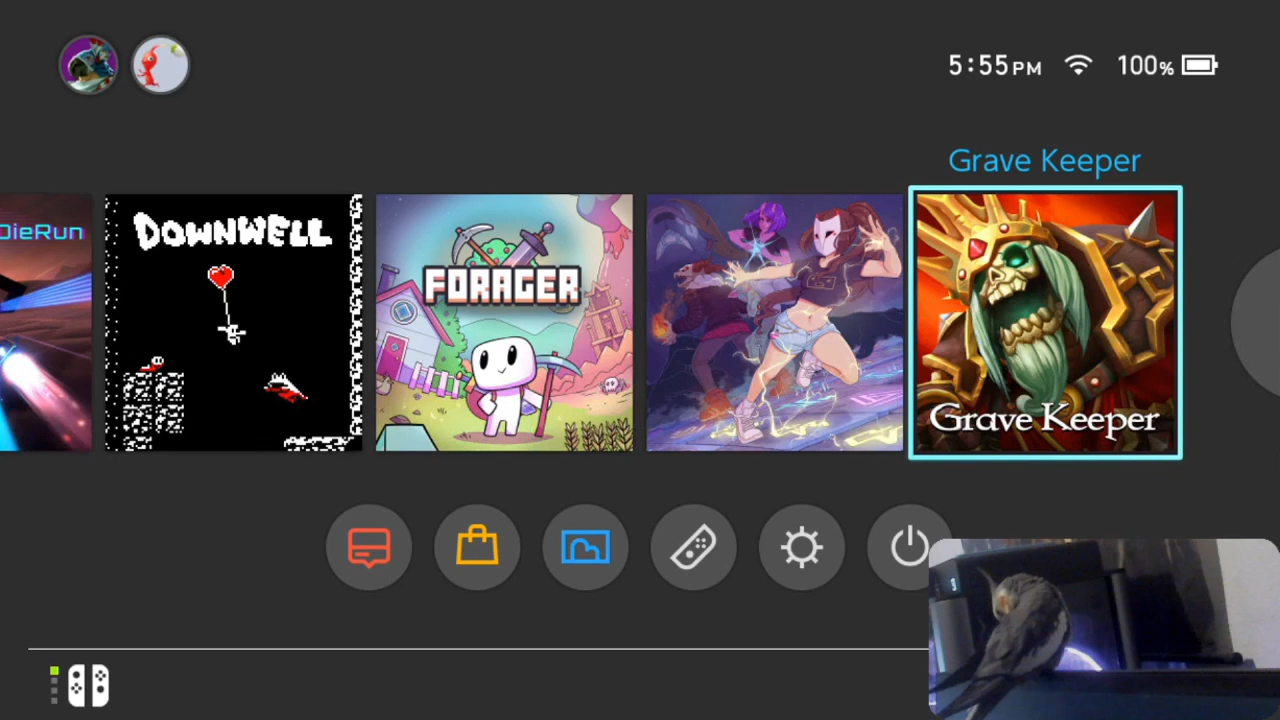 5:55PM 100%
Grave Keeper
DieRun
DOWNWELL
FORAGER
Grave Keeper